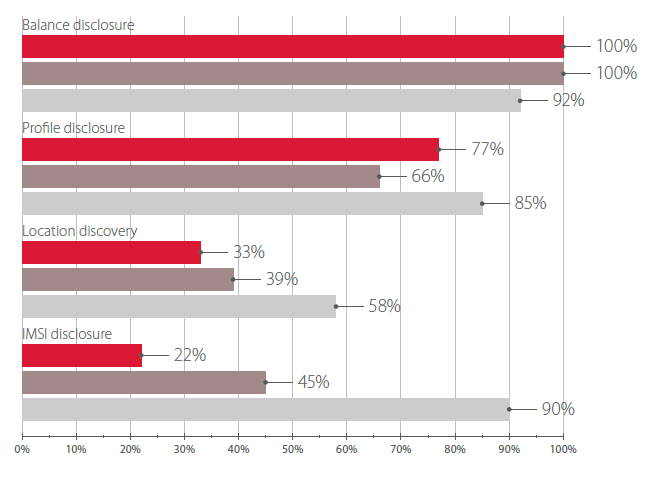 Balance disclosure
100%
100%
92%
Profile disclosure
77%
66%
85%
Location discovery
33%
39%
58%
IMSI disclosure
22%
45%
90%
0% 10% 20% 30% 40% 50% 60% 70% 80% 90% 100%